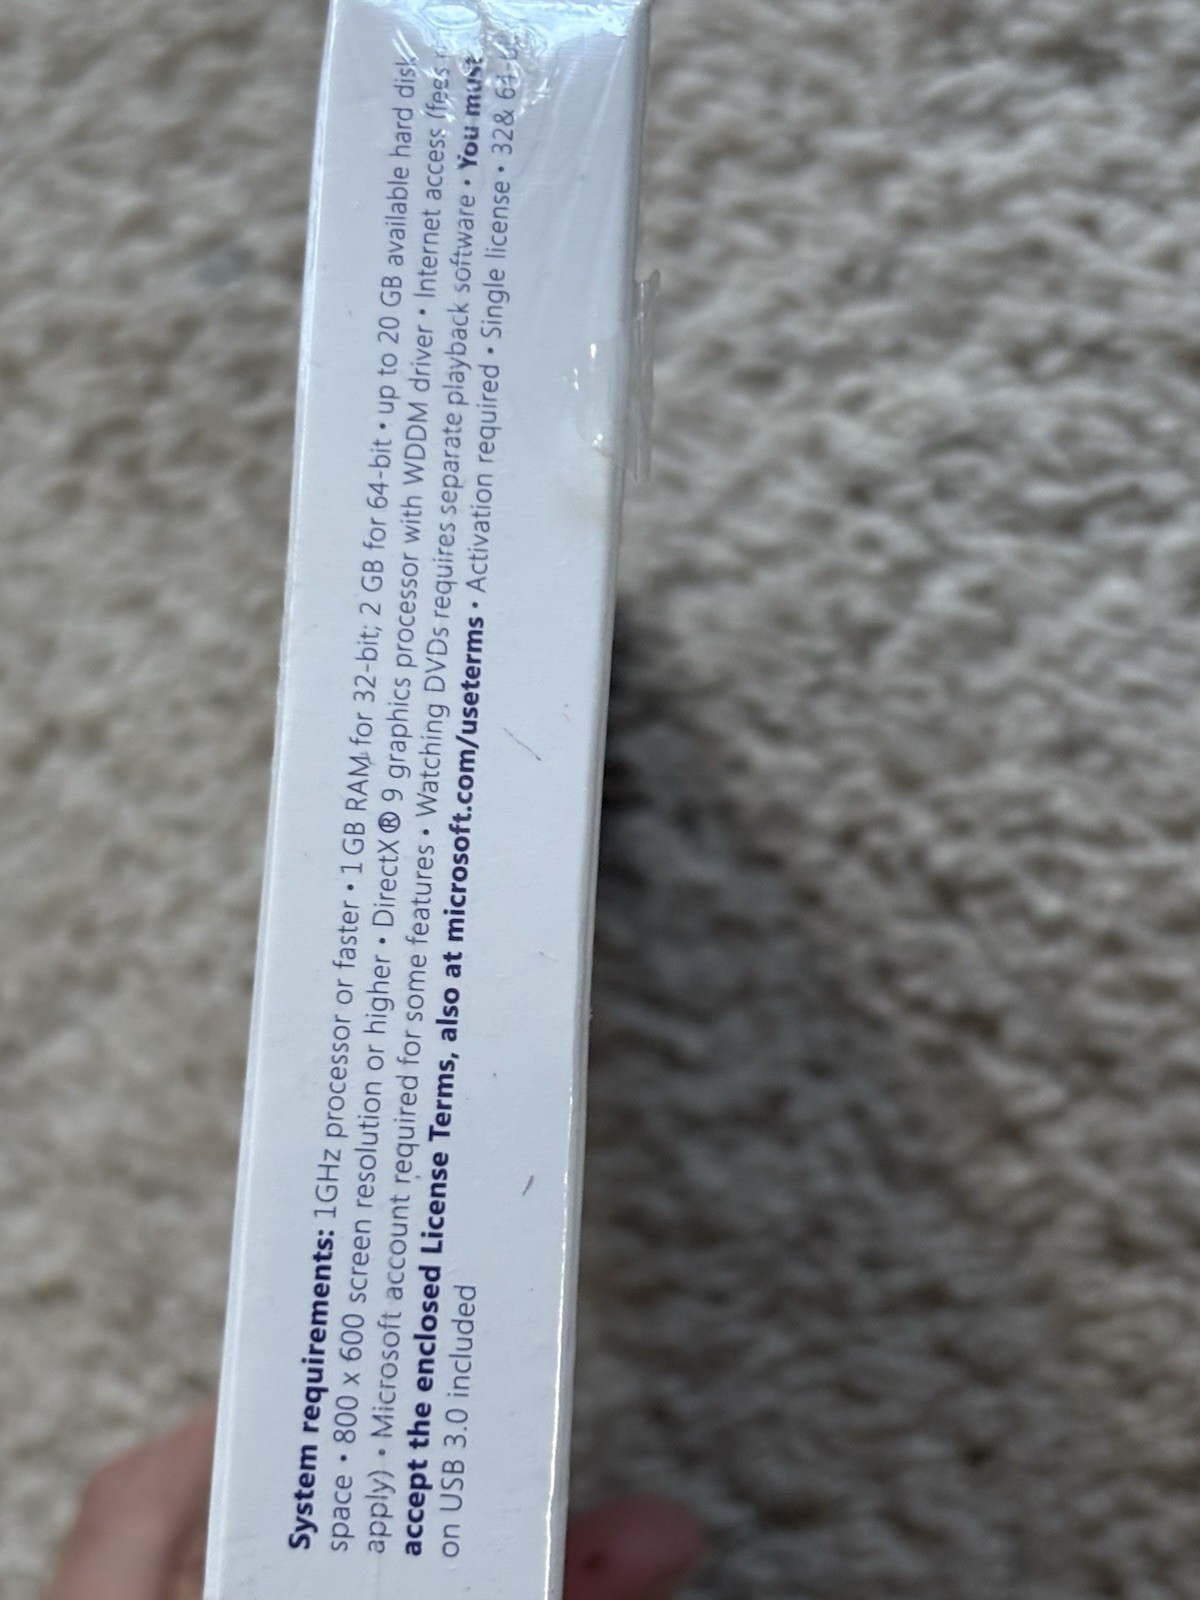 System requirements: 1GHz processor or faster • 1GB RAM for 32-bit; 2 GB for 64-bit • up to 20 GB available hard disk
space • 800 x 600 screen resolution or higher • DirectX® 9 graphics processor with WDDM driver • Internet access (fees
apply) • Microsoft account required for some features • Watching DVDs requires separate playback software • You must
accept the enclosed License Terms, also at microsoft.com/useterms • Activation required • Single license • 32& 64-
on USB 3.0 included